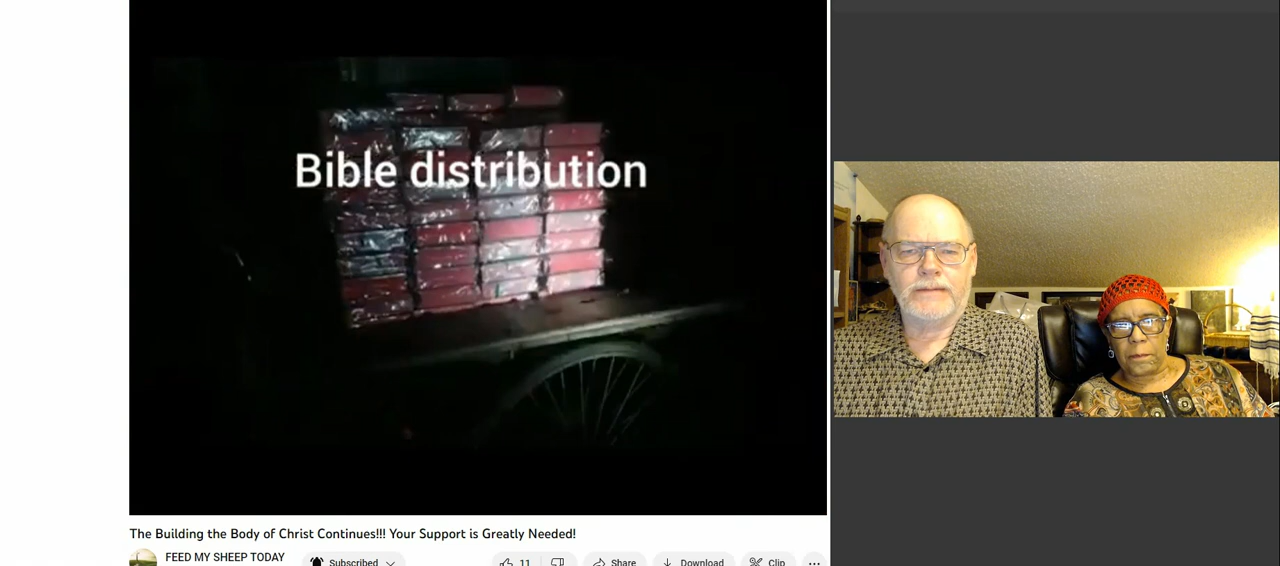 Bible distribution
The Building the Body of Christ Continues!!! Your Support is Greatly Needed!
FEED MY SHEEP TODAY
Subscribed
11
Share
Download
Clip